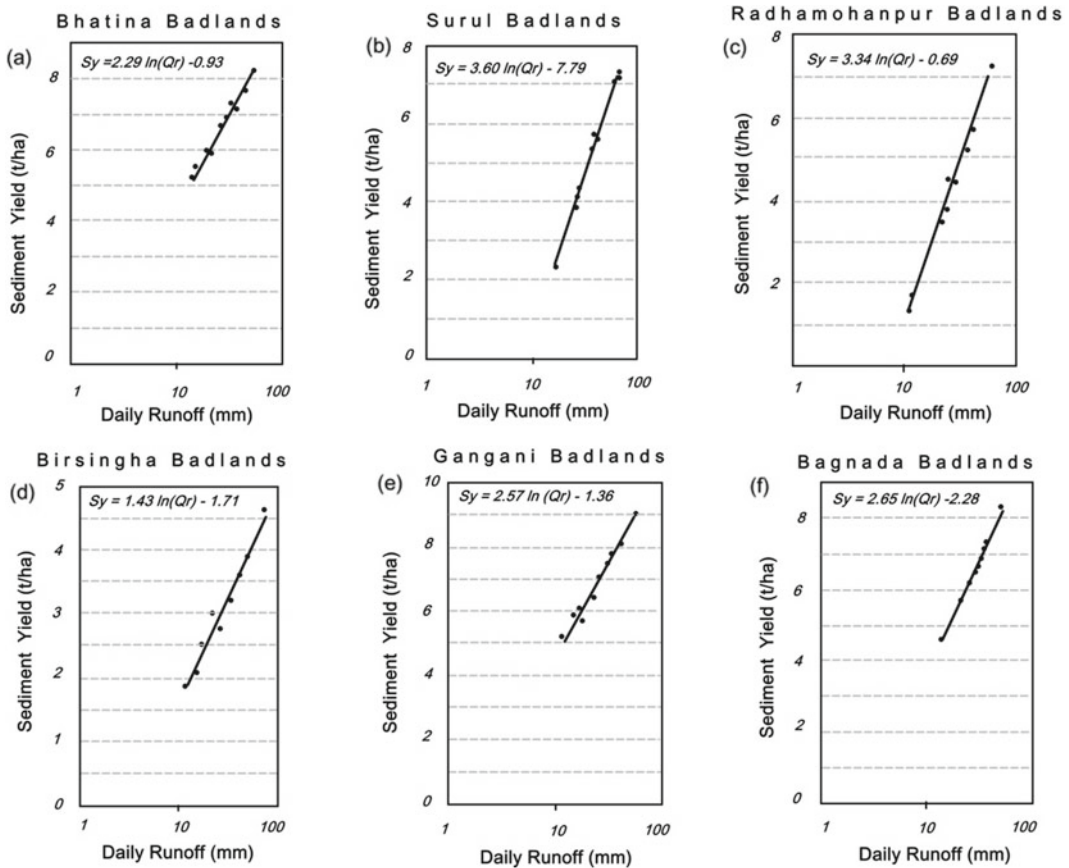 Bhatina Badlands
(a)
Sy =2.29 ln(Qr) -0.93
8
6
4
2
0
Sediment Yield (t/ha)
1 10 100
Daily Runoff (mm)
Surul Badlands
(b)
8
Sy = 3.60 ln(Qr) - 7.79
6
4
2
0
Sediment Yield (t/ha)
1 10 100
Daily Runoff (mm)
Radhamohanpur Badlands
(c)
8
Sy = 3.34 ln(Qr) - 0.69
6
4
2
0
Sediment Yield (t/ha)
1 10 100
Daily Runoff (mm)
Birsingha Badlands
(d)
5
Sy = 1.43 ln(Qr) - 1.71
4
3
2
1
0
Sediment Yield (t/ha)
1 10 100
Daily Runoff (mm)
Gangani Badlands
(e)
10
Sy = 2.57 ln (Qr) - 1.36
8
6
4
2
0
Sediment Yield (t/ha)
1 10 100
Daily Runoff (mm)
Bagnada Badlands
(f)
Sy = 2.65 ln(Qr) -2.28
8
6
4
2
0
Sediment Yield (t/ha)
1 10 100
Daily Runoff (mm)